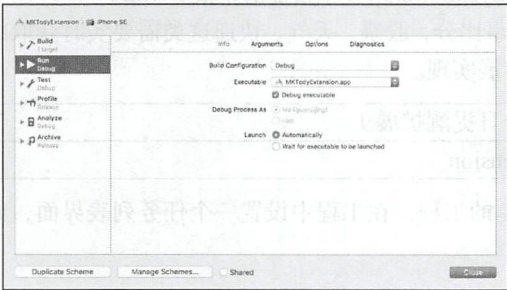 MKTodyExtension iPhone SE
Build
1 target
Run
Debug
Test
Debug
Profile
Release
Analyze
Debug
Archive
Release
Info Arguments Options Diagnostics
Build Configuration Debug
Executable MKTodyExtension.app
Debug executable
Debug Process As
Launch Automatically
Wait for executable to be launched
Duplicate Scheme Manage Schemes... Shared Close